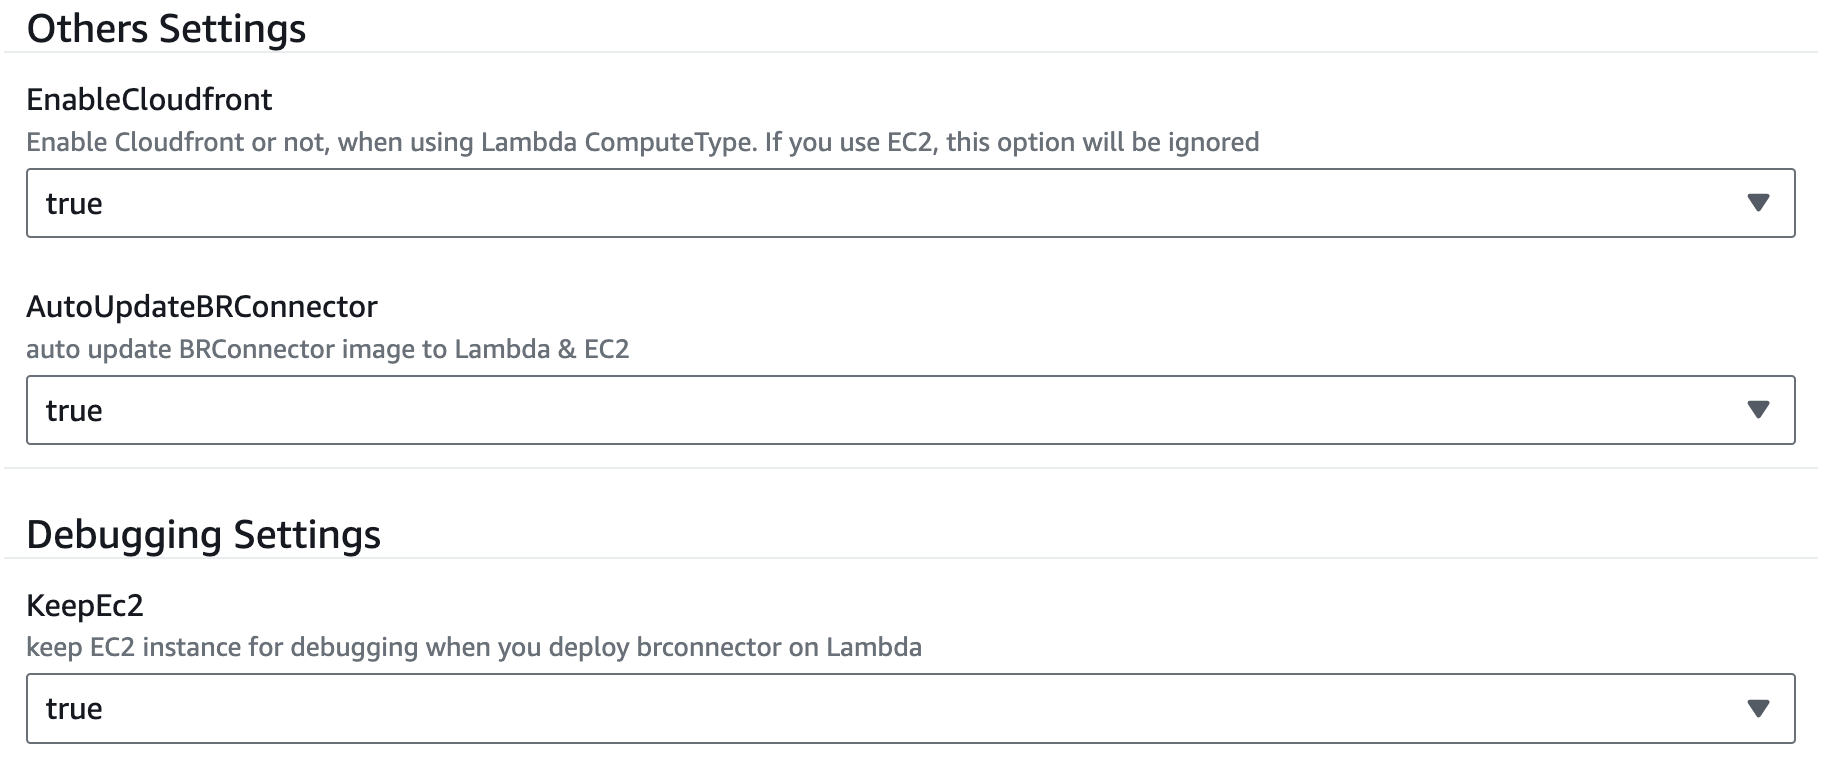 Others Settings
EnableCloudfront
Enable Cloudfront or not, when using Lambda ComputeType. If you use EC2, this option will be ignored
true
AutoUpdateBRConnector
auto update BRConnector image to Lambda & EC2
true
Debugging Settings
KeepEc2
keep EC2 instance for debugging when you deploy brconnector on Lambda
true